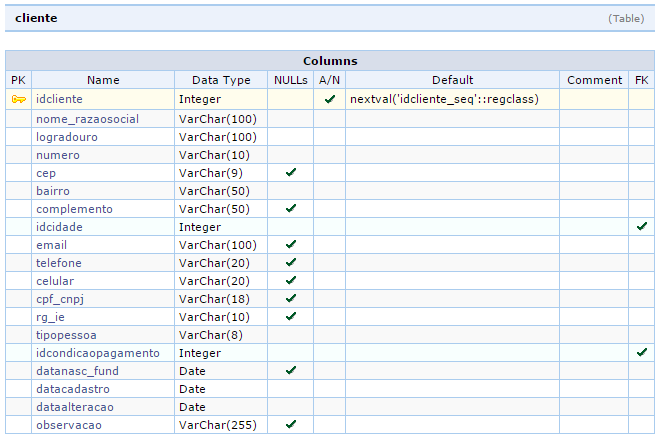 cliente (Table)
Columns
PK Name Data Type NULLs A/N Default Comment FK
idcliente Integer nextval('idcliente_seq'::regclass)
nome_razaosocial VarChar(100)
logradouro VarChar(100)
numero VarChar(10)
cep VarChar(9)
bairro VarChar(50)
complemento VarChar(50)
idcidade Integer
email VarChar(100)
telefone VarChar(20)
celular VarChar(20)
cpf_cnpj VarChar(18)
rg_ie VarChar(10)
tipopessoa VarChar(8)
idcondicaopagamento Integer
datanasc_fund Date
datacadastro Date
dataalteracao Date
observacao VarChar(255)